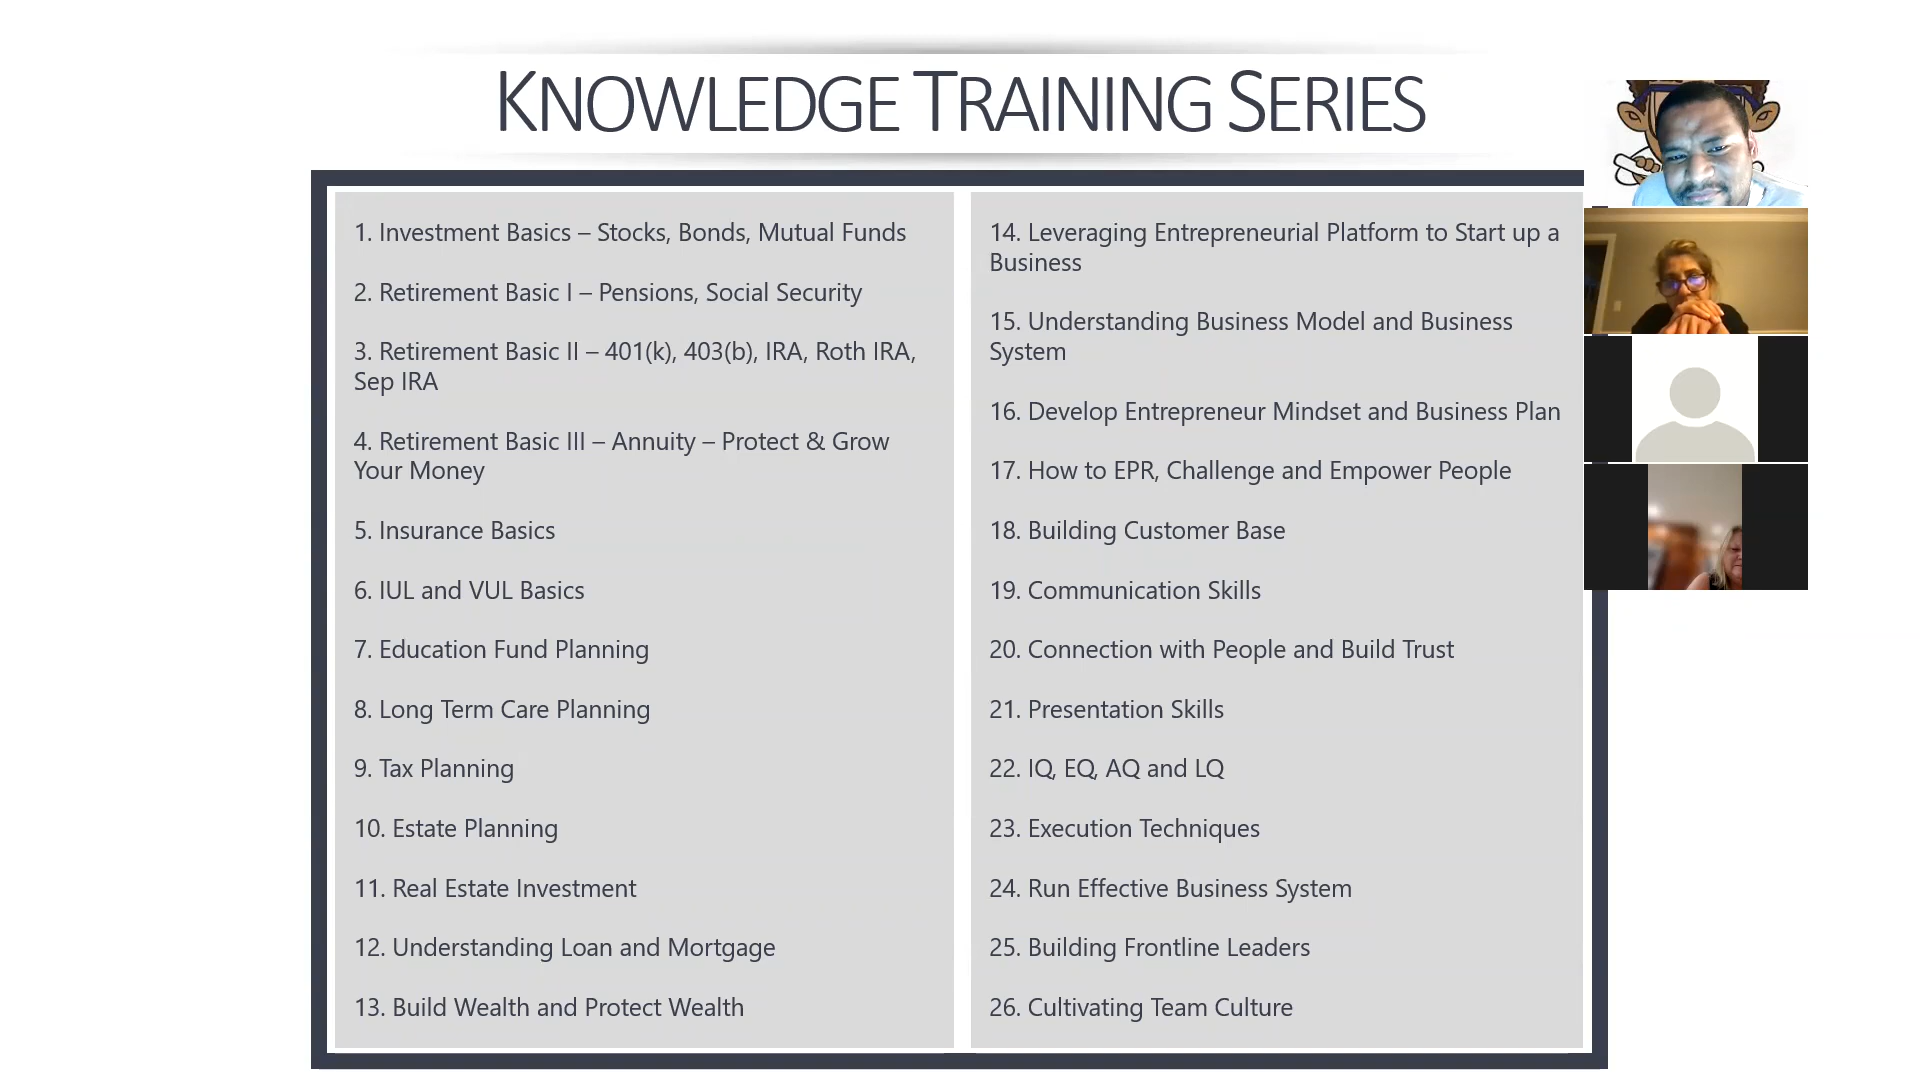 KNOWLEDGE TRAINING SERIES
1. Investment Basics – Stocks, Bonds, Mutual Funds
2. Retirement Basic I – Pensions, Social Security
3. Retirement Basic II – 401(k), 403(b), IRA, Roth IRA,
Sep IRA
4. Retirement Basic III – Annuity – Protect & Grow
Your Money
5. Insurance Basics
6. IUL and VUL Basics
7. Education Fund Planning
8. Long Term Care Planning
9. Tax Planning
10. Estate Planning
11. Real Estate Investment
12. Understanding Loan and Mortgage
13. Build Wealth and Protect Wealth
14. Leveraging Entrepreneurial Platform to Start up a
Business
15. Understanding Business Model and Business
System
16. Develop Entrepreneur Mindset and Business Plan
17. How to EPR, Challenge and Empower People
18. Building Customer Base
19. Communication Skills
20. Connection with People and Build Trust
21. Presentation Skills
22. IQ, EQ, AQ and LQ
23. Execution Techniques
24. Run Effective Business System
25. Building Frontline Leaders
26. Cultivating Team Culture